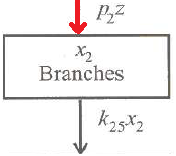 p₂z
x₂
Branches
k₂₅x₂